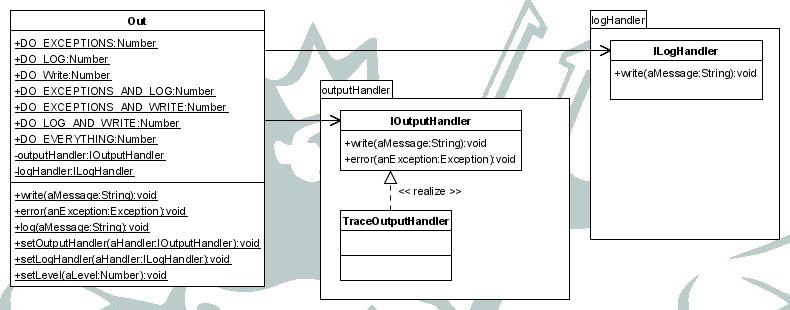 Out
+DO_EXCEPTIONS:Number
+DO_LOG:Number
+DO_Write:Number
+DO_EXCEPTIONS_AND_LOG:Number
+DO_EXCEPTIONS_AND_WRITE:Number
+DO_LOG_AND_WRITE:Number
+DO_EVERYTHING:Number
-outputHandler:IOutputHandler
-logHandler:ILogHandler
+write(aMessage:String):void
+error(anException:Exception):void
+log(aMessage:String):void
+setOutputHandler(aHandler:IOutputHandler):void
+setLogHandler(aHandler:ILogHandler):void
+setLevel(aLevel:Number):void
outputHandler
IOutputHandler
+write(aMessage:String):void
+error(anException:Exception):void
<< realize >>
TraceOutputHandler
logHandler
ILogHandler
+write(aMessage:String):void